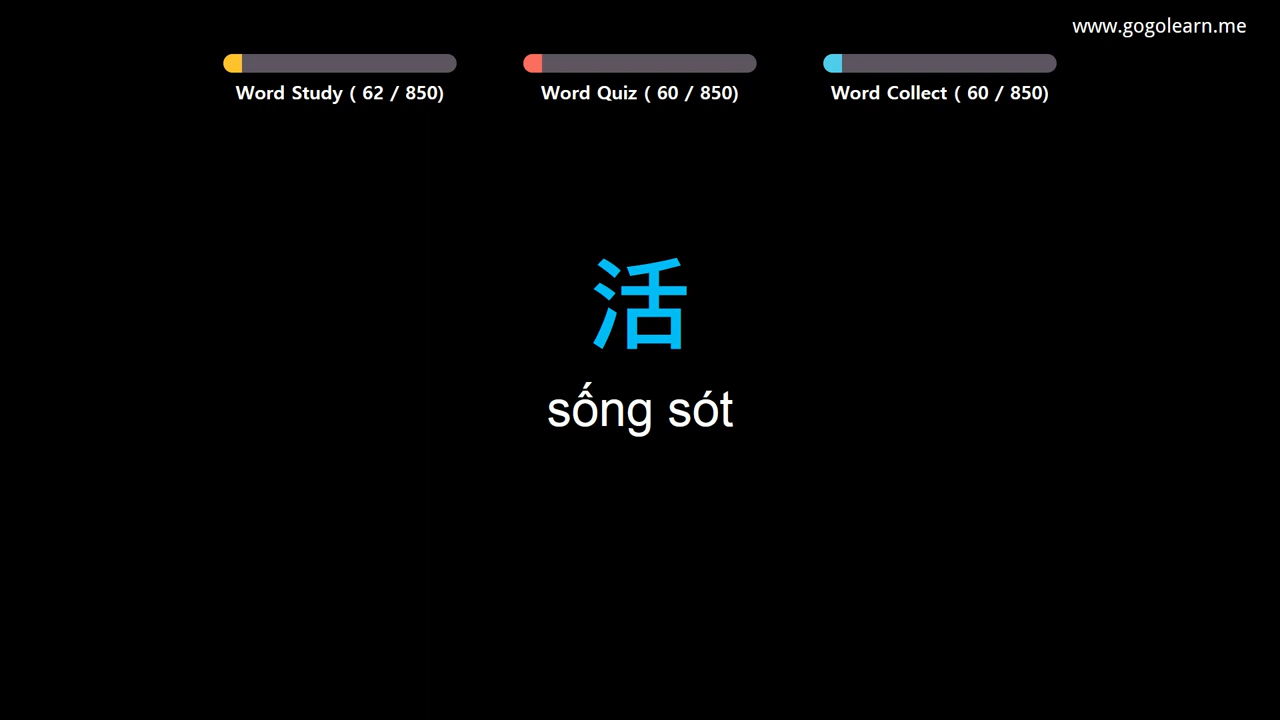 www.gogolearn.me
Word Study ( 62 / 850)
Word Quiz ( 60 / 850)
Word Collect ( 60 / 850)
活
sống sót